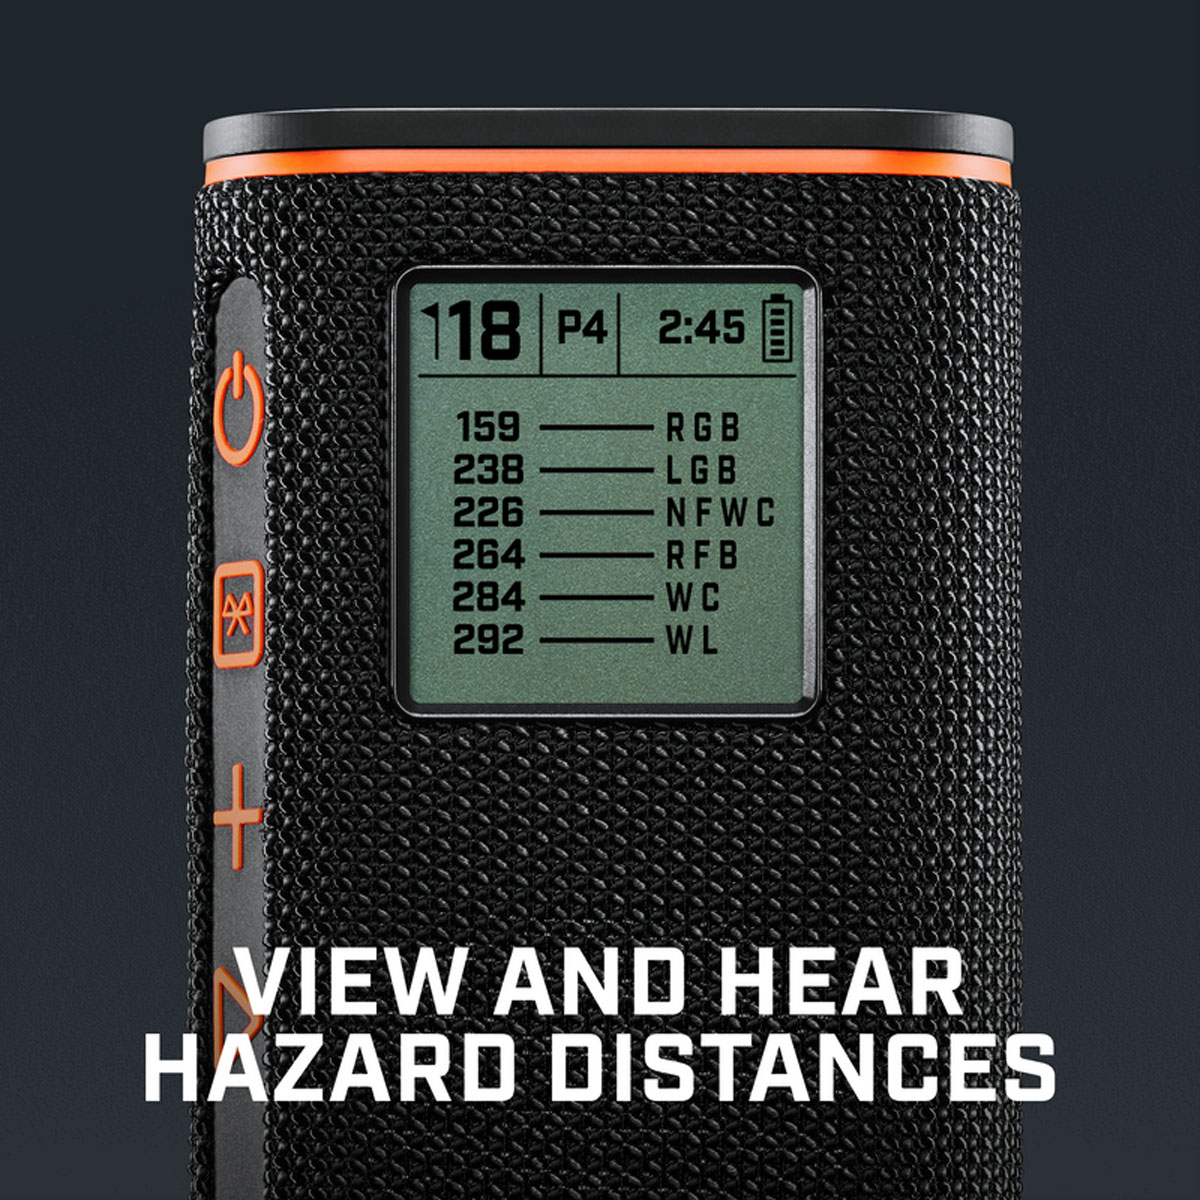 18 P4 2:45
159 RGB
238 LGB
226 NFWC
264 RFB
284 WC
292 WL
VIEW AND HEAR
HAZARD DISTANCES